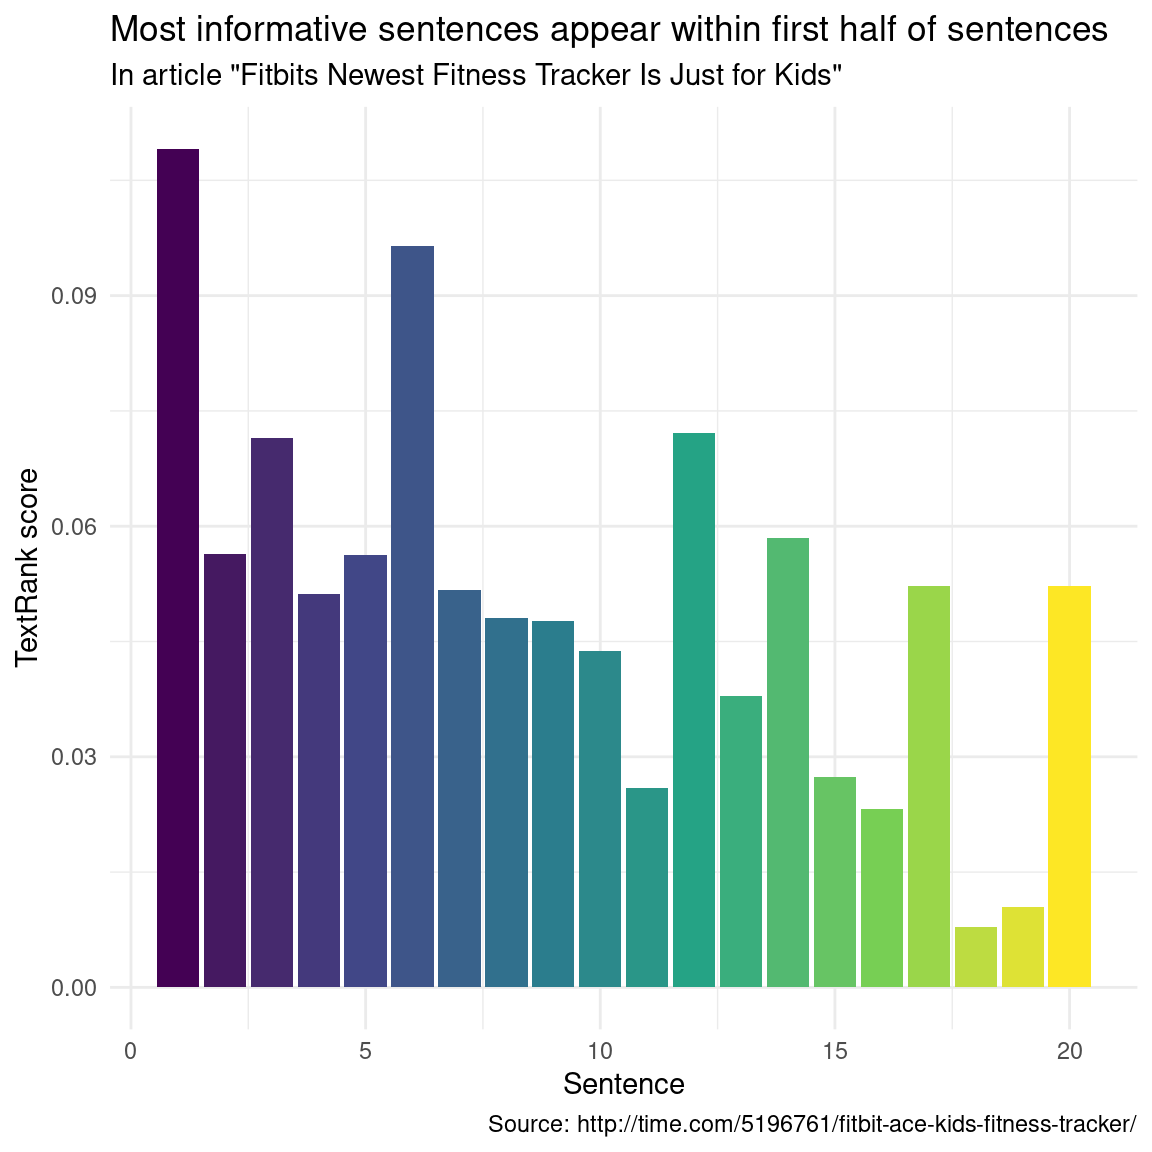 Most informative sentences appear within first half of sentences
In article "Fitbits Newest Fitness Tracker Is Just for Kids"
TextRank score
0.09
0.06
0.03
0.00
0 5 10 15 20
Sentence
Source: http://time.com/5196761/fitbit-ace-kids-fitness-tracker/